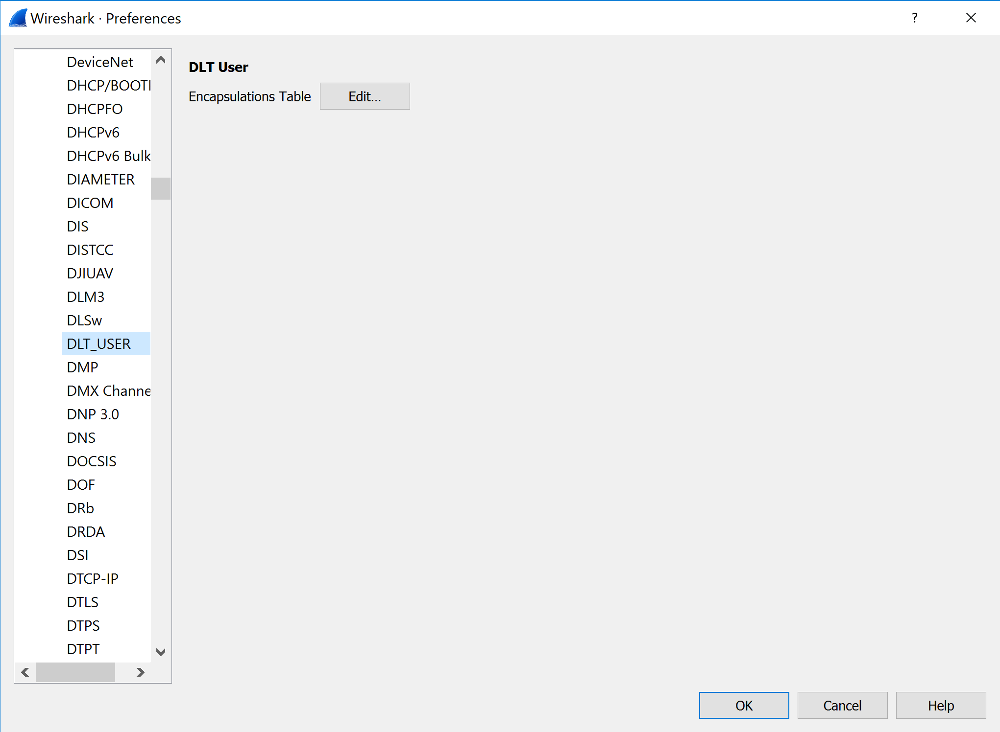 Wireshark · Preferences
?
DeviceNet
DHCP/BOOTI
DHCPFO
DHCPv6
DHCPv6 Bulk
DIAMETER
DICOM
DIS
DISTCC
DJIUAV
DLM3
DLSw
DLT_USER
DMP
DMX Channe
DNP 3.0
DNS
DOCSIS
DOF
DRb
DRDA
DSI
DTCP-IP
DTLS
DTPS
DTPT
DLT User
Encapsulations Table Edit...
OK Cancel Help